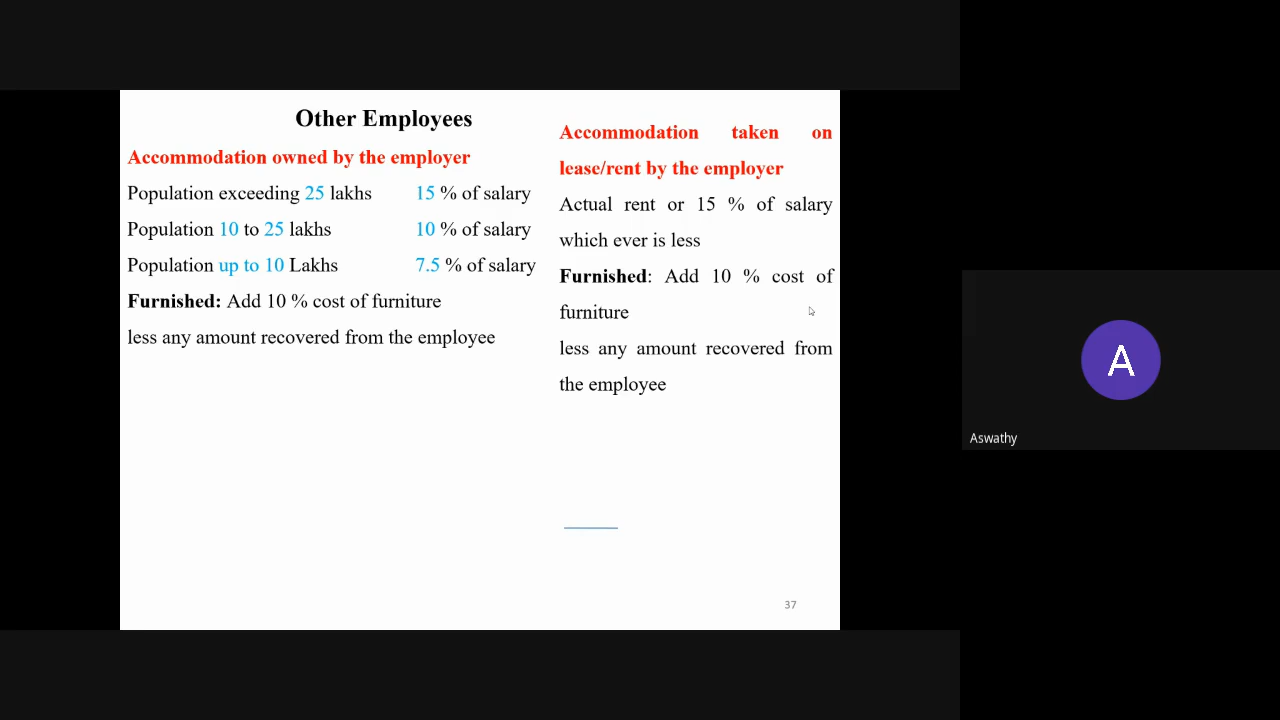 Other Employees
Accommodation owned by the employer
Population exceeding 25 lakhs 15 % of salary
Population 10 to 25 lakhs 10 % of salary
Population up to 10 Lakhs 7.5 % of salary
Furnished: Add 10 % cost of furniture
less any amount recovered from the employee
Accommodation taken on
lease/rent by the employer
Actual rent or 15 % of salary
which ever is less
Furnished: Add 10 % cost of
furniture
less any amount recovered from
the employee
37
A
Aswathy